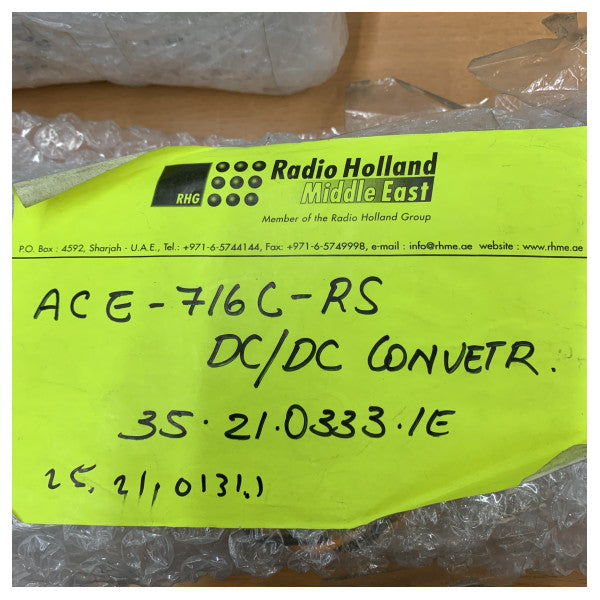 RHG
Radio Holland
Middle East
Member of the Radio Holland Group
P.O. Box : 4592, Sharjah - U.A.E., Tel.: +971-6-5744144, Fax: +971-6-5749998, e-mail : info@rhme.ae website : www.rhme.ae
ACE-716C-RS
DC/DC CONVETR.
35.21.0333.1E
25.21,0131.1